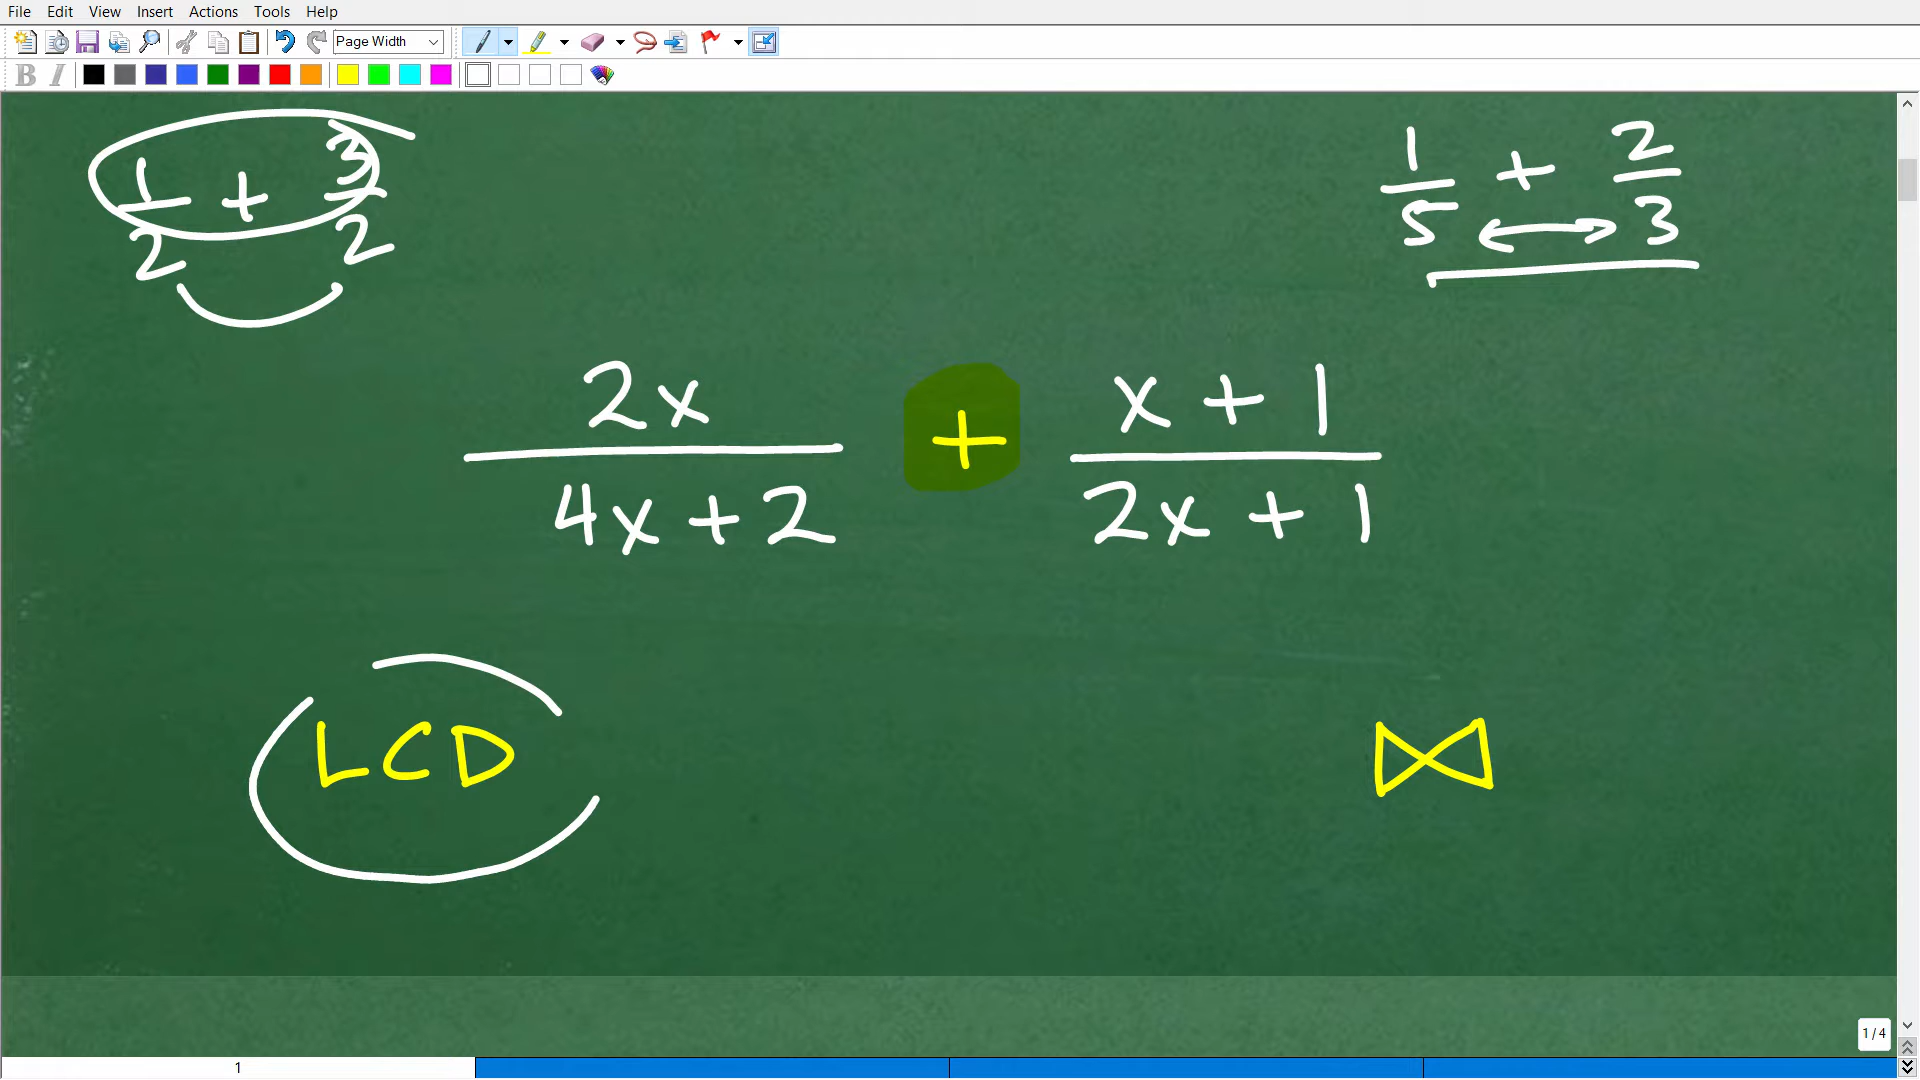 File Edit View Insert Actions Tools Help
Page Width
B I
1/2 + 3/2
1/5 + 2/3
2x/(4x + 2) + (x + 1)/(2x + 1)
LCD
1 / 4
1